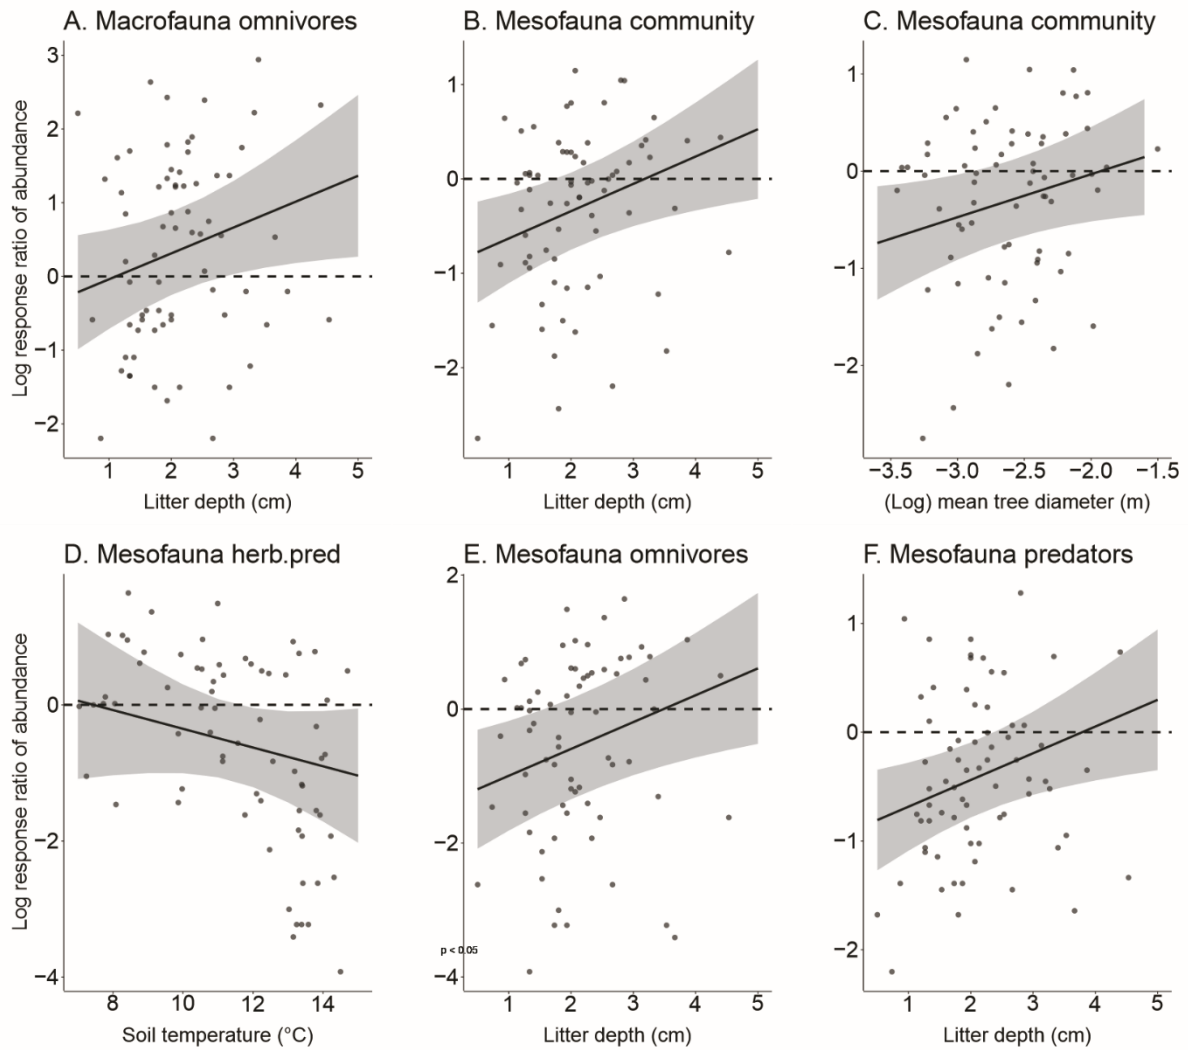 A. Macrofauna omnivores
B. Mesofauna community
C. Mesofauna community
Log response ratio of abundance
3
2
1
0
−1
−2
1 2 3 4 5
Litter depth (cm)
1
0
−1
−2
1 2 3 4 5
Litter depth (cm)
1
0
−1
−2
−3.5 −3.0 −2.5 −2.0 −1.5
(Log) mean tree diameter (m)
D. Mesofauna herb.pred
E. Mesofauna omnivores
F. Mesofauna predators
Log response ratio of abundance
0
−2
−4
8 10 12 14
Soil temperature (°C)
2
0
−2
p < 0.05
−4
1 2 3 4 5
Litter depth (cm)
1
0
−1
−2
1 2 3 4 5
Litter depth (cm)